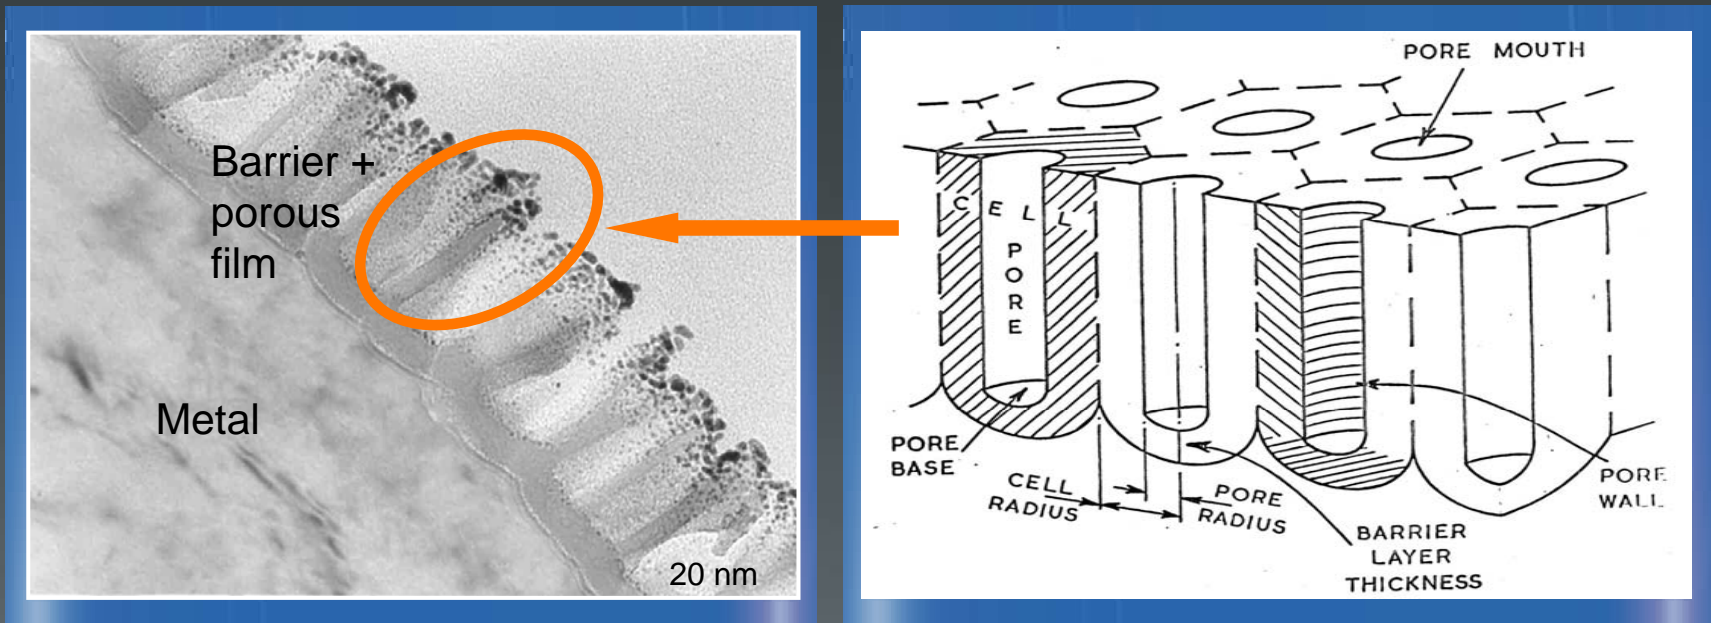 Barrier +
porous
film
Metal
20 nm
PORE MOUTH
CELL
PORE
PORE
BASE
CELL
RADIUS
PORE
RADIUS
BARRIER
LAYER
THICKNESS
PORE
WALL